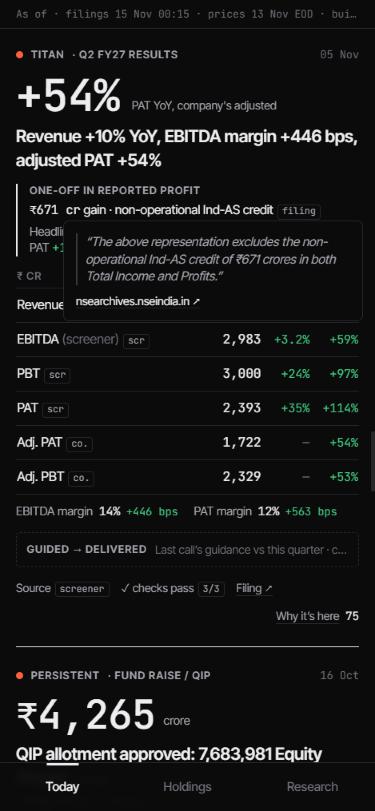 As of · filings 15 Nov 00:15 · prices 13 Nov EOD · bui…
TITAN · Q2 FY27 RESULTS 05 Nov
+54% PAT YoY, company's adjusted
Revenue +10% YoY, EBITDA margin +446 bps,
adjusted PAT +54%
ONE-OFF IN REPORTED PROFIT
₹671 cr gain · non-operational Ind-AS credit filing
Headli
PAT +1
"The above representation excludes the non-
operational Ind-AS credit of ₹671 crores in both
Total Income and Profits."
nsearchives.nseindia.in ↗
₹ CR
Revenue
EBITDA (screener) scr 2,983 +3.2% +59%
PBT scr 3,000 +24% +97%
PAT scr 2,393 +35% +114%
Adj. PAT co. 1,722 – +54%
Adj. PBT co. 2,329 – +53%
EBITDA margin 14% +446 bps PAT margin 12% +563 bps
GUIDED → DELIVERED Last call's guidance vs this quarter · c…
Source screener ✓ checks pass 3/3 Filing ↗
Why it's here 75
PERSISTENT · FUND RAISE / QIP 16 Oct
₹4,265 crore
QIP allotment approved: 7,683,981 Equity
Today Holdings Research